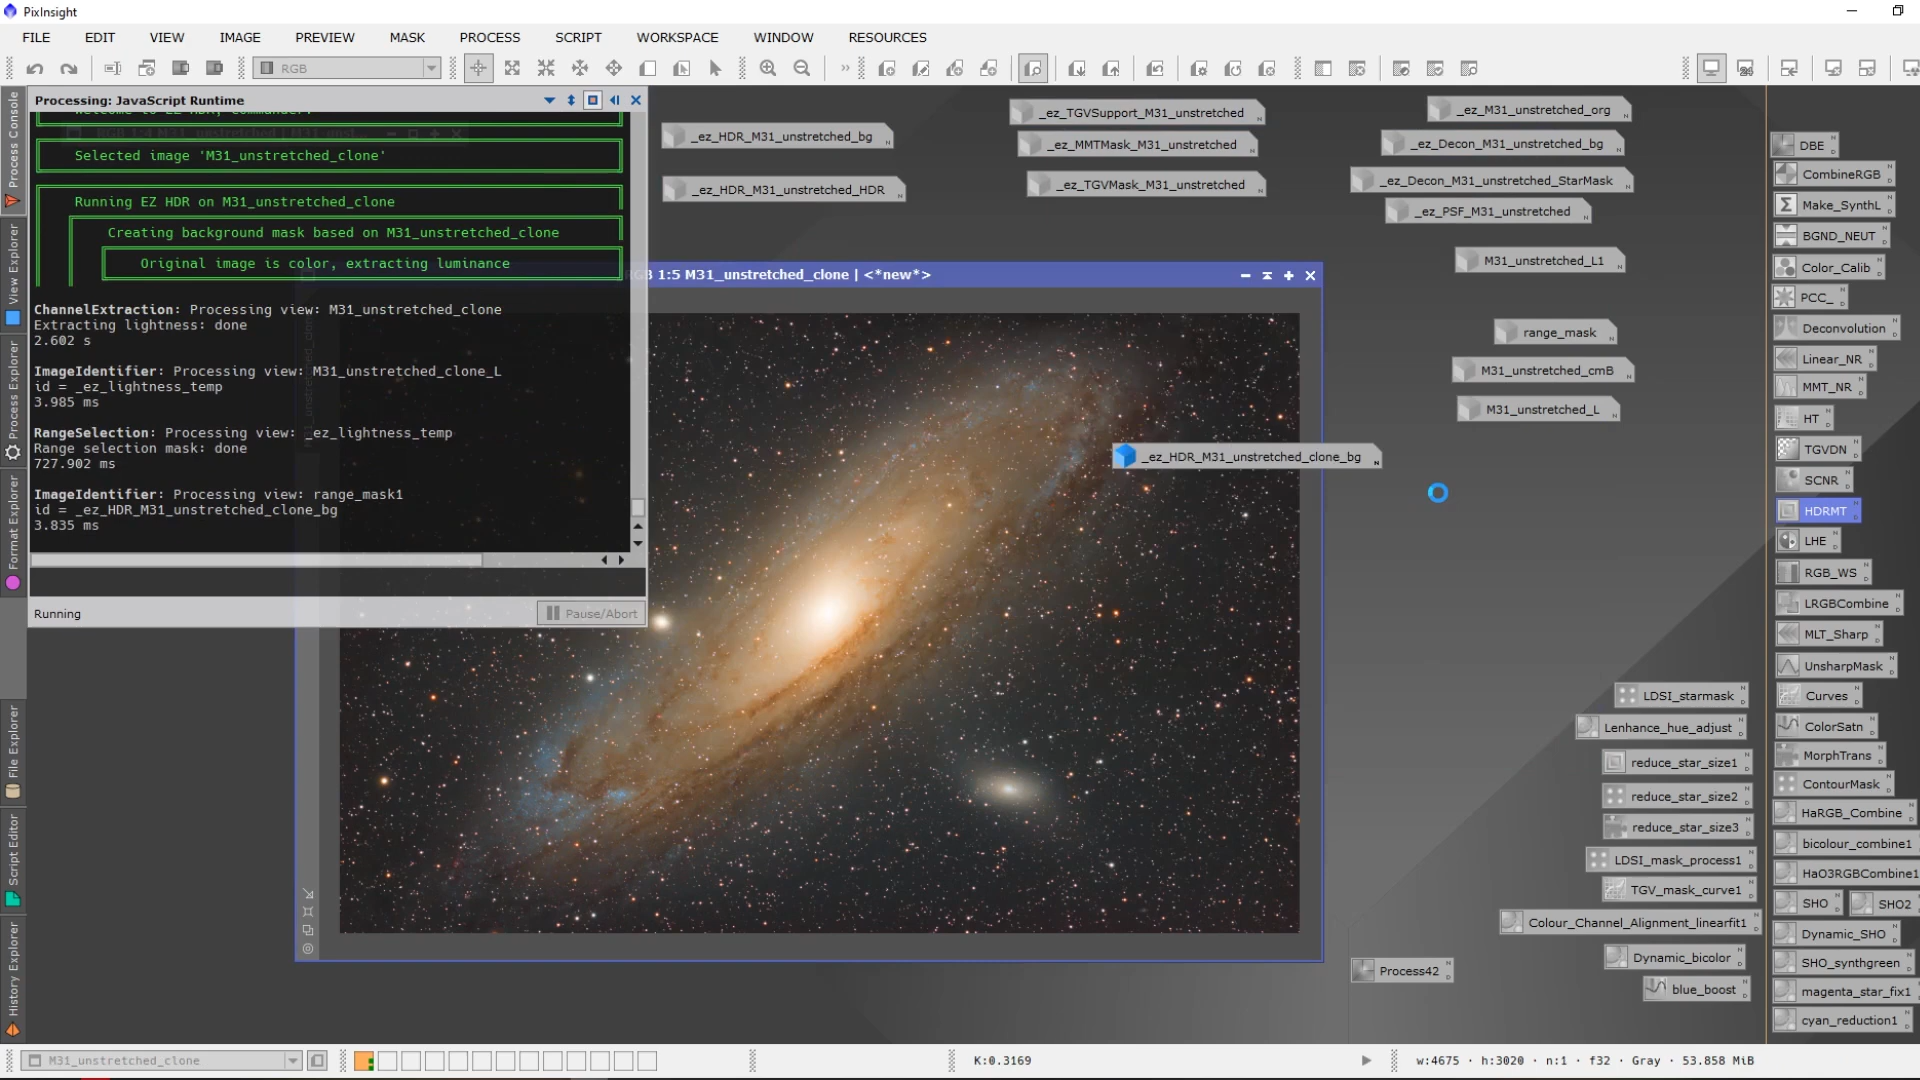 PixInsight
FILE EDIT VIEW IMAGE PREVIEW MASK PROCESS SCRIPT WORKSPACE WINDOW RESOURCES
RGB
Processing: JavaScript Runtime
Welcome to EZ HDR, commander!
Selected image 'M31_unstretched_clone'
Running EZ HDR on M31_unstretched_clone
Creating background mask based on M31_unstretched_clone
Original image is color, extracting luminance
ChannelExtraction: Processing view: M31_unstretched_clone
Extracting lightness: done
2.602 s
ImageIdentifier: Processing view: M31_unstretched_clone_L
id = _ez_lightness_temp
3.985 ms
RangeSelection: Processing view: _ez_lightness_temp
Range selection mask: done
727.902 ms
ImageIdentifier: Processing view: range_mask1
id = _ez_HDR_M31_unstretched_clone_bg
3.835 ms
Running
Pause/Abort
Process Console
View Explorer
Process Explorer
Format Explorer
File Explorer
Script Editor
History Explorer
_ez_HDR_M31_unstretched_bg
_ez_HDR_M31_unstretched_HDR
_ez_TGVSupport_M31_unstretched
_ez_MMTMask_M31_unstretched
_ez_TGVMask_M31_unstretched
_ez_M31_unstretched_org
_ez_Decon_M31_unstretched_bg
_ez_Decon_M31_unstretched_StarMask
_ez_PSF_M31_unstretched
M31_unstretched_L1
range_mask
M31_unstretched_cmB
M31_unstretched_L
1:5 M31_unstretched_clone | <*new*>
_ez_HDR_M31_unstretched_clone_bg
LDSI_starmask
Lenhance_hue_adjust
reduce_star_size1
reduce_star_size2
reduce_star_size3
LDSI_mask_process1
TGV_mask_curve1
Colour_Channel_Alignment_linearfit1
Dynamic_bicolor
blue_boost
Process42
DBE
CombineRGB
Make_SynthL
BGND_NEUT
Color_Calib
PCC_
Deconvolution
Linear_NR
MMT_NR
HT
TGVDN
SCNR
HDRMT
LHE
RGB_WS
LRGBCombine
MLT_Sharp
UnsharpMask
Curves
ColorSatn
MorphTrans
ContourMask
HaRGB_Combine
bicolour_combine1
HaO3RGBCombine1
SHO SHO2
Dynamic_SHO
SHO_synthgreen
magenta_star_fix1
cyan_reduction1
M31_unstretched_clone
K:0.3169
w:4675 · h:3020 · n:1 · f32 · Gray · 53.858 MiB